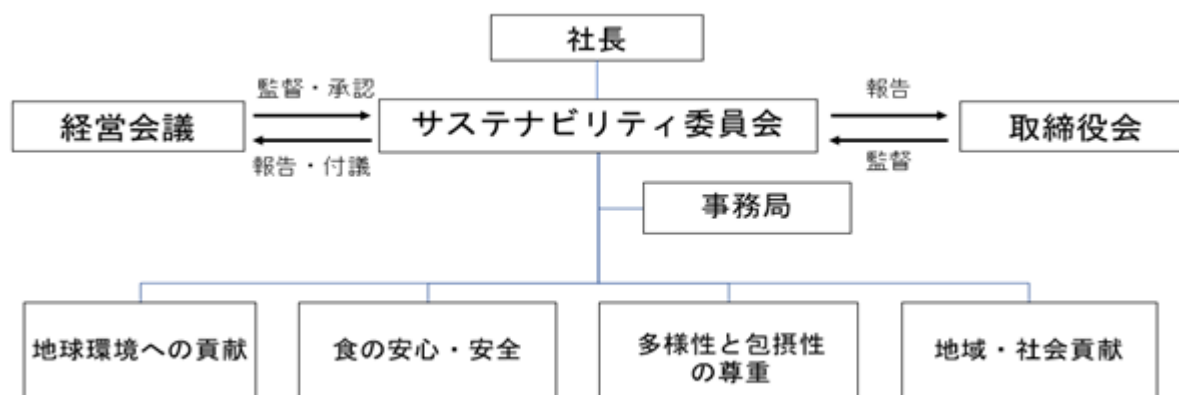 社長
監督・承認
報告
経営会議
サステナビリティ委員会
取締役会
報告・付議
監督
事務局
地球環境への貢献
食の安心・安全
多様性と包摂性
の尊重
地域・社会貢献